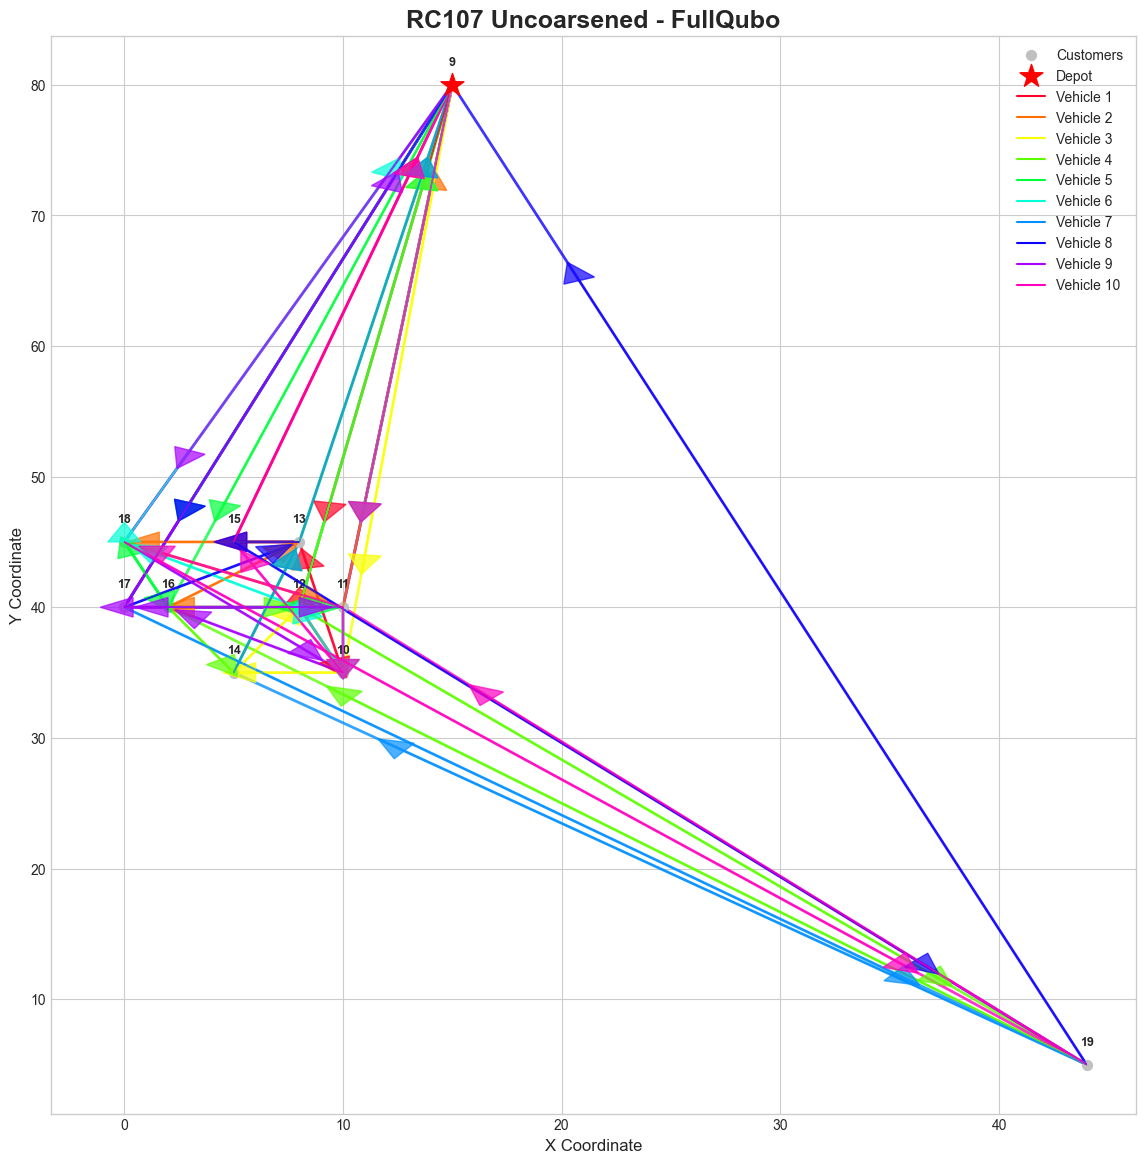 RC107 Uncoarsened - FullQubo
9
Customers
Depot
Vehicle 1
Vehicle 2
Vehicle 3
Vehicle 4
Vehicle 5
Vehicle 6
Vehicle 7
Vehicle 8
Vehicle 9
Vehicle 10
80
70
60
50
40
30
20
10
18
15
13
17
16
12
11
14
10
19
0
10
20
30
40
Y Coordinate
X Coordinate